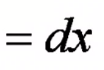 = dx